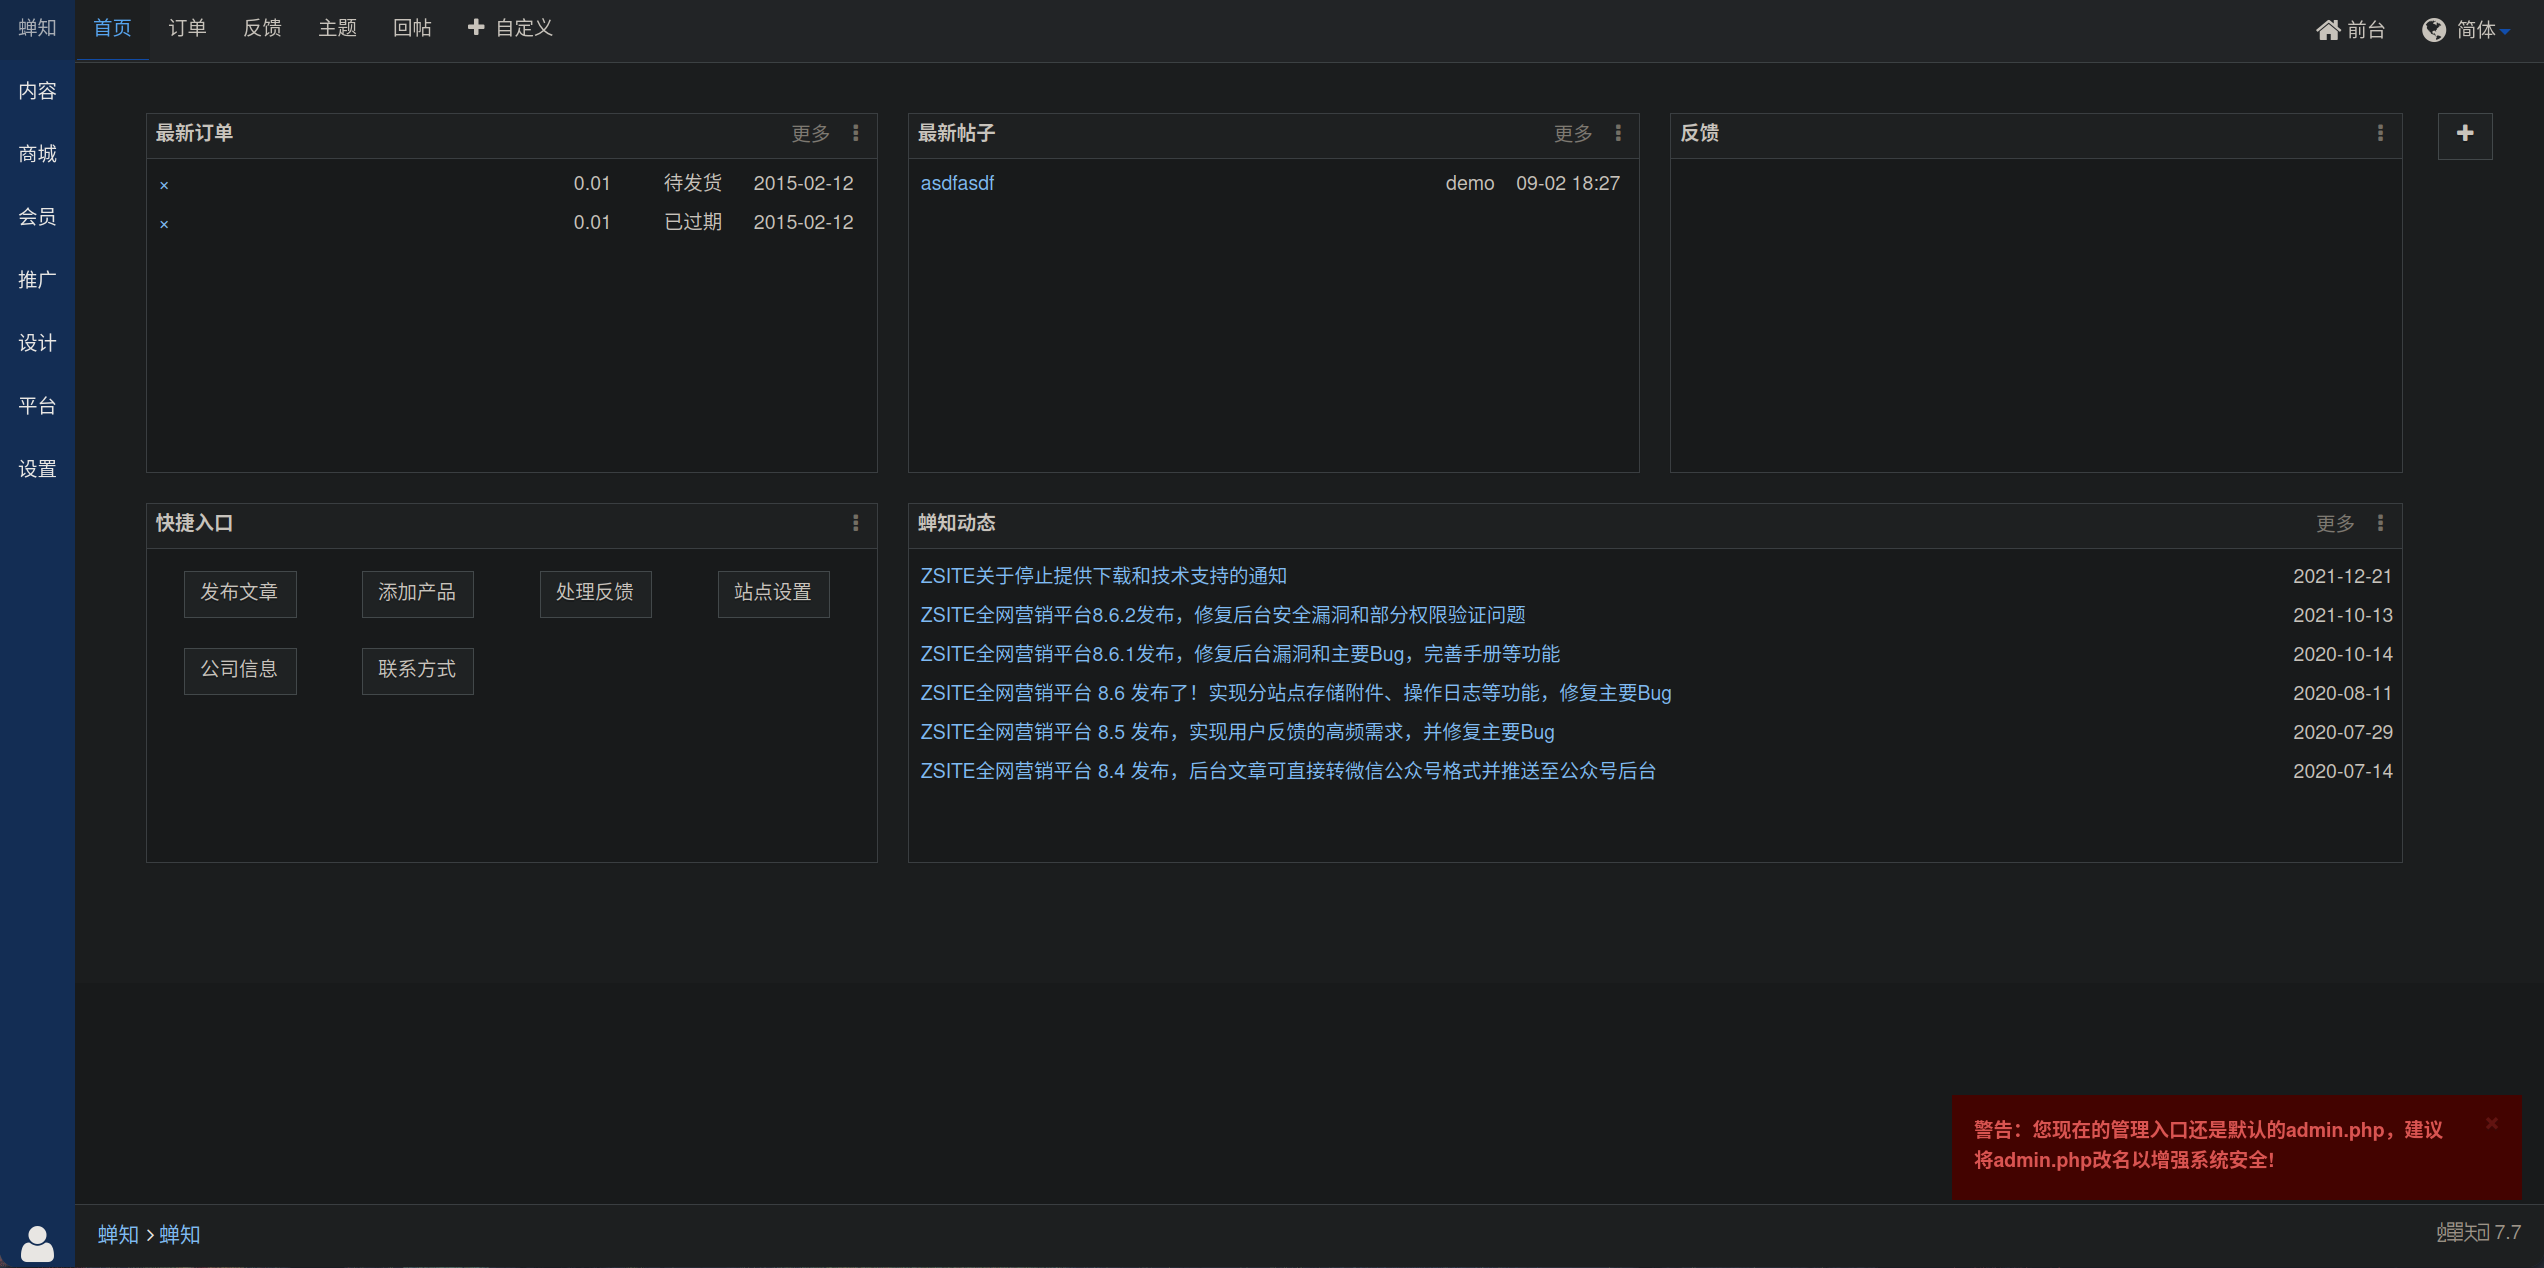 蝉知 首页 订单 反馈 主题 回帖 自定义 前台 简体
内容
商城
会员
推广
设计
平台
设置
最新订单 更多
× 0.01 待发货 2015-02-12
× 0.01 已过期 2015-02-12
最新帖子 更多
asdfasdf demo 09-02 18:27
反馈
快捷入口
发布文章 添加产品 处理反馈 站点设置
公司信息 联系方式
蝉知动态 更多
ZSITE关于停止提供下载和技术支持的通知 2021-12-21
ZSITE全网营销平台8.6.2发布，修复后台安全漏洞和部分权限验证问题 2021-10-13
ZSITE全网营销平台8.6.1发布，修复后台漏洞和主要Bug，完善手册等功能 2020-10-14
ZSITE全网营销平台 8.6 发布了！实现分站点存储附件、操作日志等功能，修复主要Bug 2020-08-11
ZSITE全网营销平台 8.5 发布，实现用户反馈的高频需求，并修复主要Bug 2020-07-29
ZSITE全网营销平台 8.4 发布，后台文章可直接转微信公众号格式并推送至公众号后台 2020-07-14
警告：您现在的管理入口还是默认的admin.php，建议
将admin.php改名以增强系统安全!
蝉知 > 蝉知
蝉知 7.7